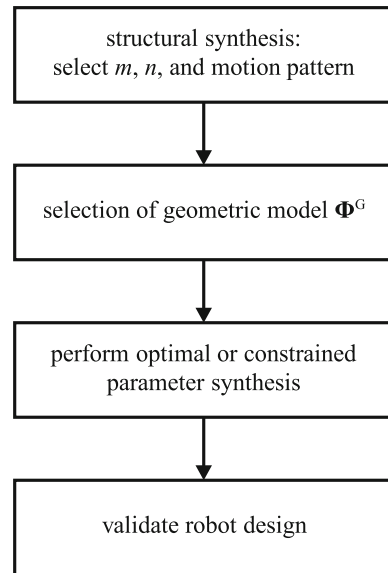 structural synthesis:
select m, n, and motion pattern
selection of geometric model Φᴳ
perform optimal or constrained
parameter synthesis
validate robot design